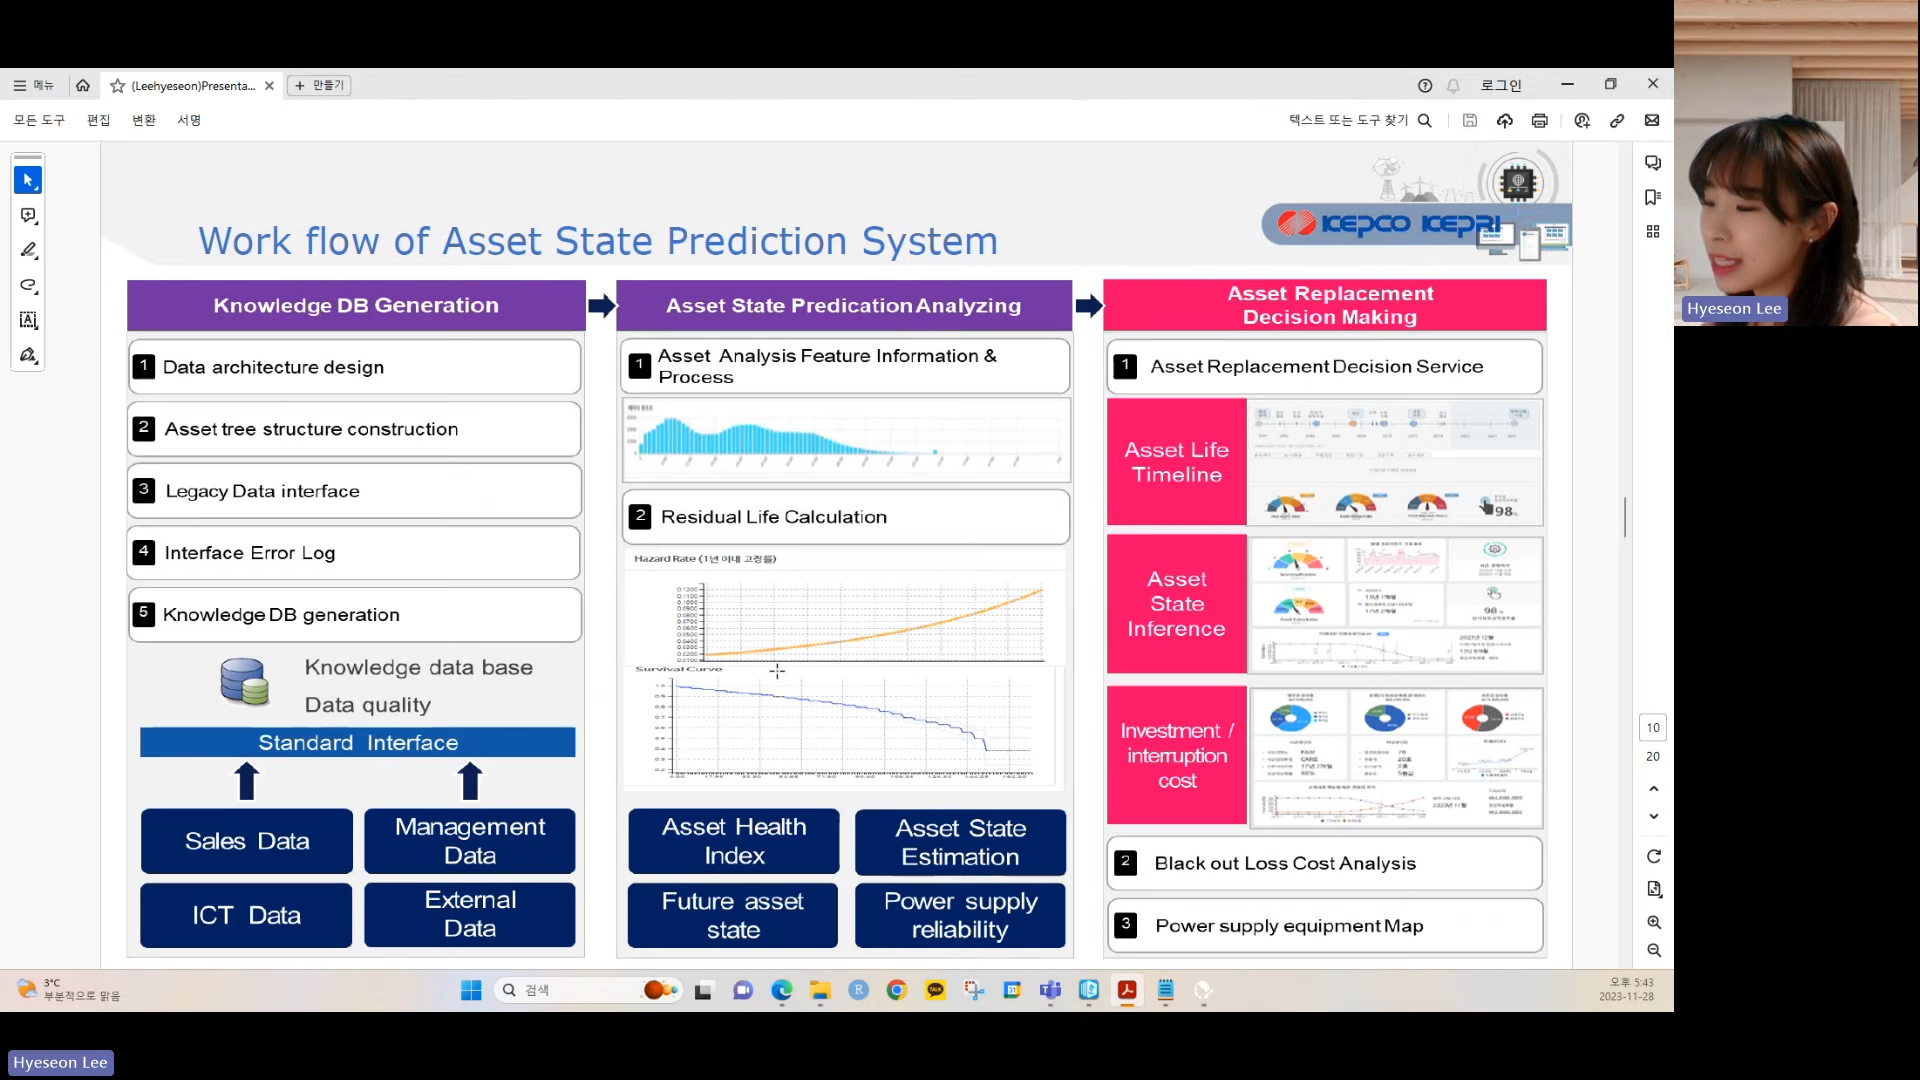 메뉴
(Leehyeseon)Presenta...
만들기
로그인
모든 도구
편집
변환
서명
텍스트 또는 도구 찾기
Work flow of Asset State Prediction System
KEPCO KEPRI
Knowledge DB Generation
1 Data architecture design
2 Asset tree structure construction
3 Legacy Data interface
4 Interface Error Log
5 Knowledge DB generation
Knowledge data base
Data quality
Standard Interface
Sales Data
Management
Data
ICT Data
External
Data
Asset State Predication Analyzing
1 Asset Analysis Feature Information &
Process
2 Residual Life Calculation
Hazard Rate (1년 이내 고장률)
Survival Curve
Asset Health
Index
Asset State
Estimation
Future asset
state
Power supply
reliability
Asset Replacement
Decision Making
1 Asset Replacement Decision Service
Asset Life
Timeline
98
Asset
State
Inference
98
Investment /
interruption
cost
2 Black out Loss Cost Analysis
3 Power supply equipment Map
10
20
Hyeseon Lee
3°C
부분적으로 맑음
검색
오후 5:43
2023-11-28
Hyeseon Lee